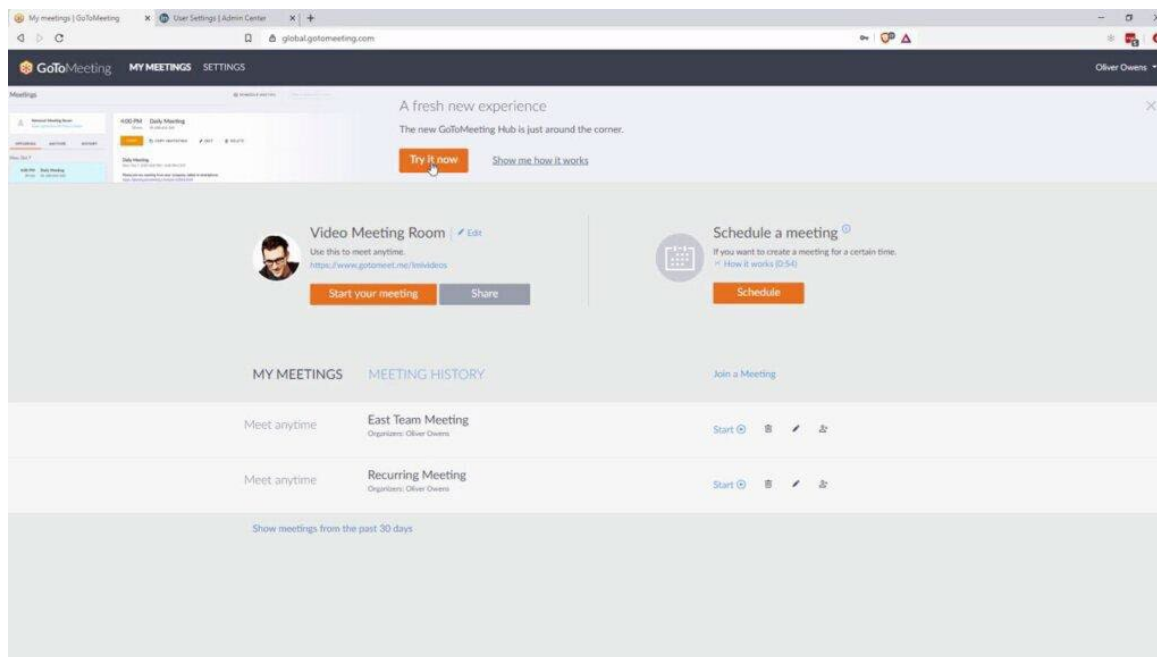 My meetings | GoToMeeting
User Settings | Admin Center
global.gotomeeting.com
GoToMeeting MY MEETINGS SETTINGS
Oliver Owens
Meetings
4:00 PM Daily Meeting
A fresh new experience
The new GoToMeeting Hub is just around the corner.
Try it now Show me how it works
Daily Meeting
Video Meeting Room Edit
Use this to meet anytime.
https://www.gotomeet.me/lmivideos
Start your meeting Share
Schedule a meeting
If you want to create a meeting for a certain time.
How it works (0:54)
Schedule
MY MEETINGS MEETING HISTORY Join a Meeting
Meet anytime East Team Meeting Start
Organizers: Oliver Owens
Meet anytime Recurring Meeting Start
Organizers: Oliver Owens
Show meetings from the past 30 days